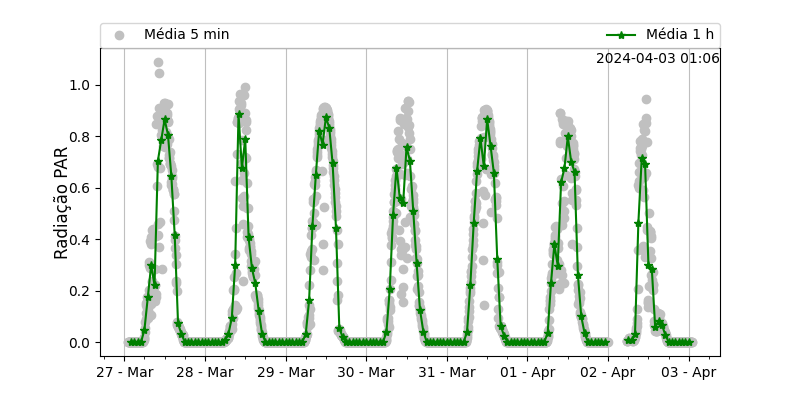 Média 5 min
Média 1 h
2024-04-03 01:06
Radiação PAR
1.0
0.8
0.6
0.4
0.2
0.0
27 - Mar
28 - Mar
29 - Mar
30 - Mar
31 - Mar
01 - Apr
02 - Apr
03 - Apr